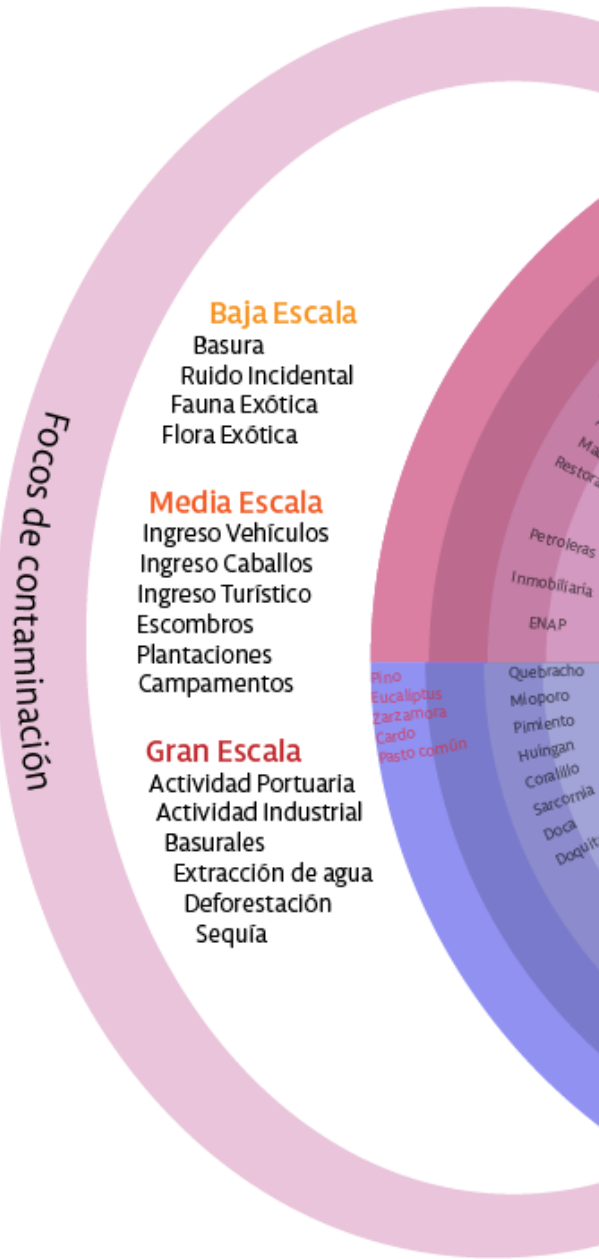 Focos de contaminación
Baja Escala
Basura
Ruido Incidental
Fauna Exótica
Flora Exótica
Media Escala
Ingreso Vehículos
Ingreso Caballos
Ingreso Turístico
Escombros
Plantaciones
Campamentos
Gran Escala
Actividad Portuaria
Actividad Industrial
Basurales
Extracción de agua
Deforestación
Sequía
Petroleras
Inmobiliaría
ENAP
Pino
Eucaliptus
Zarzamora
Cardo
Pasto común
Quebracho
Mioporo
Pimiento
Huingan
Coralillo
Sarcornia
Doca